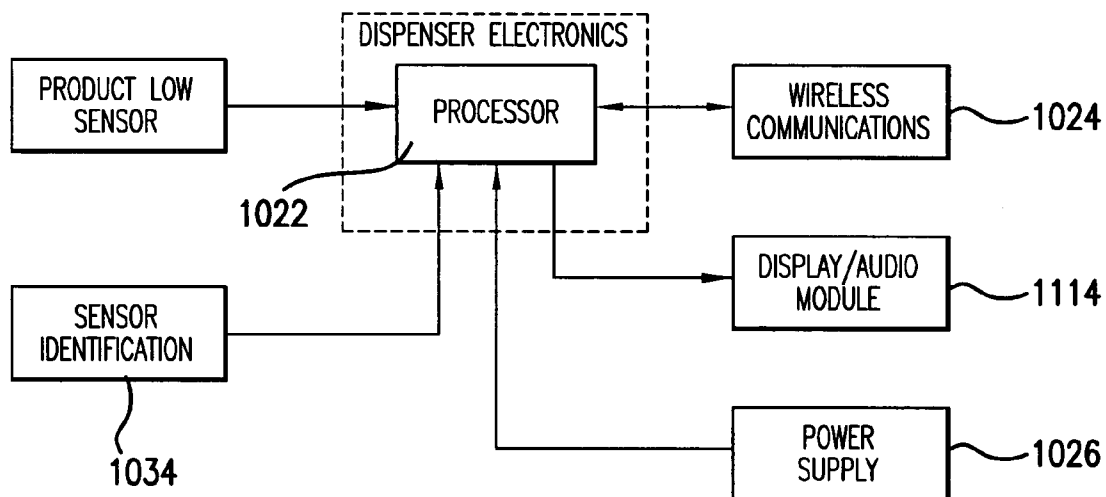 DISPENSER ELECTRONICS
PRODUCT LOW
SENSOR
PROCESSOR
WIRELESS
COMMUNICATIONS
1024
1022
DISPLAY/AUDIO
MODULE
1114
SENSOR
IDENTIFICATION
1034
POWER
SUPPLY
1026